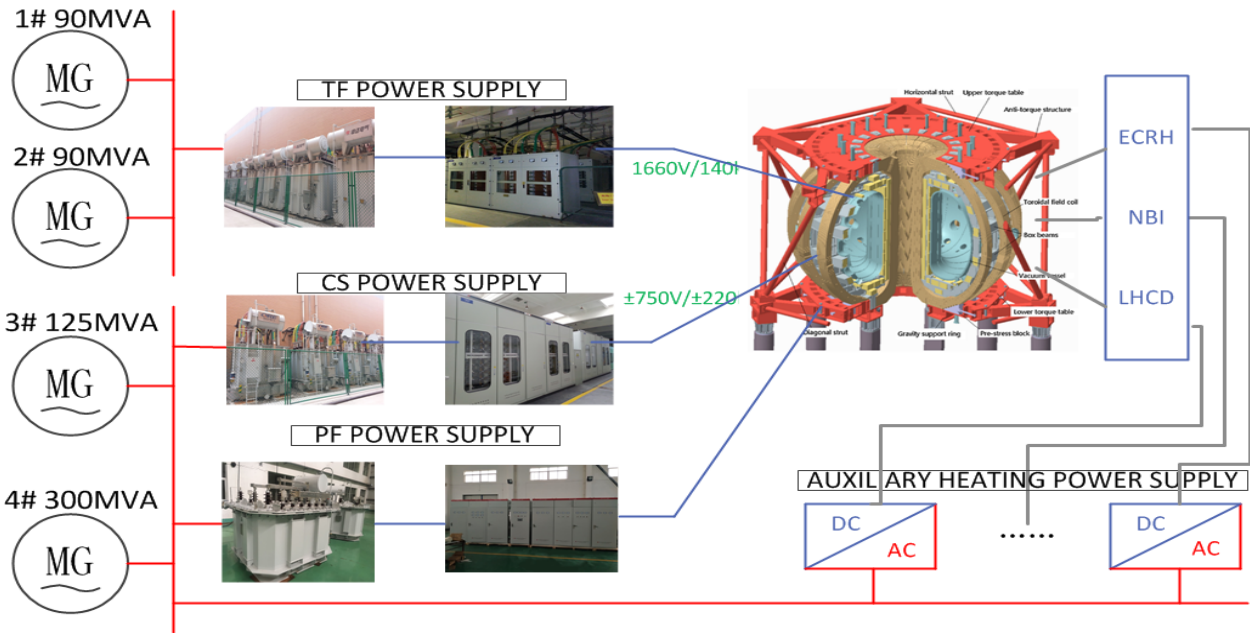 1# 90MVA
MG
2# 90MVA
MG
3# 125MVA
MG
4# 300MVA
MG
TF POWER SUPPLY
CS POWER SUPPLY
PF POWER SUPPLY
1660V/140
±750V/±220
Horizontal strut
Upper torque table
Anti-torque structure
Toroidal field coil
Box beams
Vacuum vessel
Lower torque table
Diagonal strut
Gravity support ring
Pre-stress block
ECRH
NBI
LHCD
AUXILIARY HEATING POWER SUPPLY
DC
AC
......
DC
AC